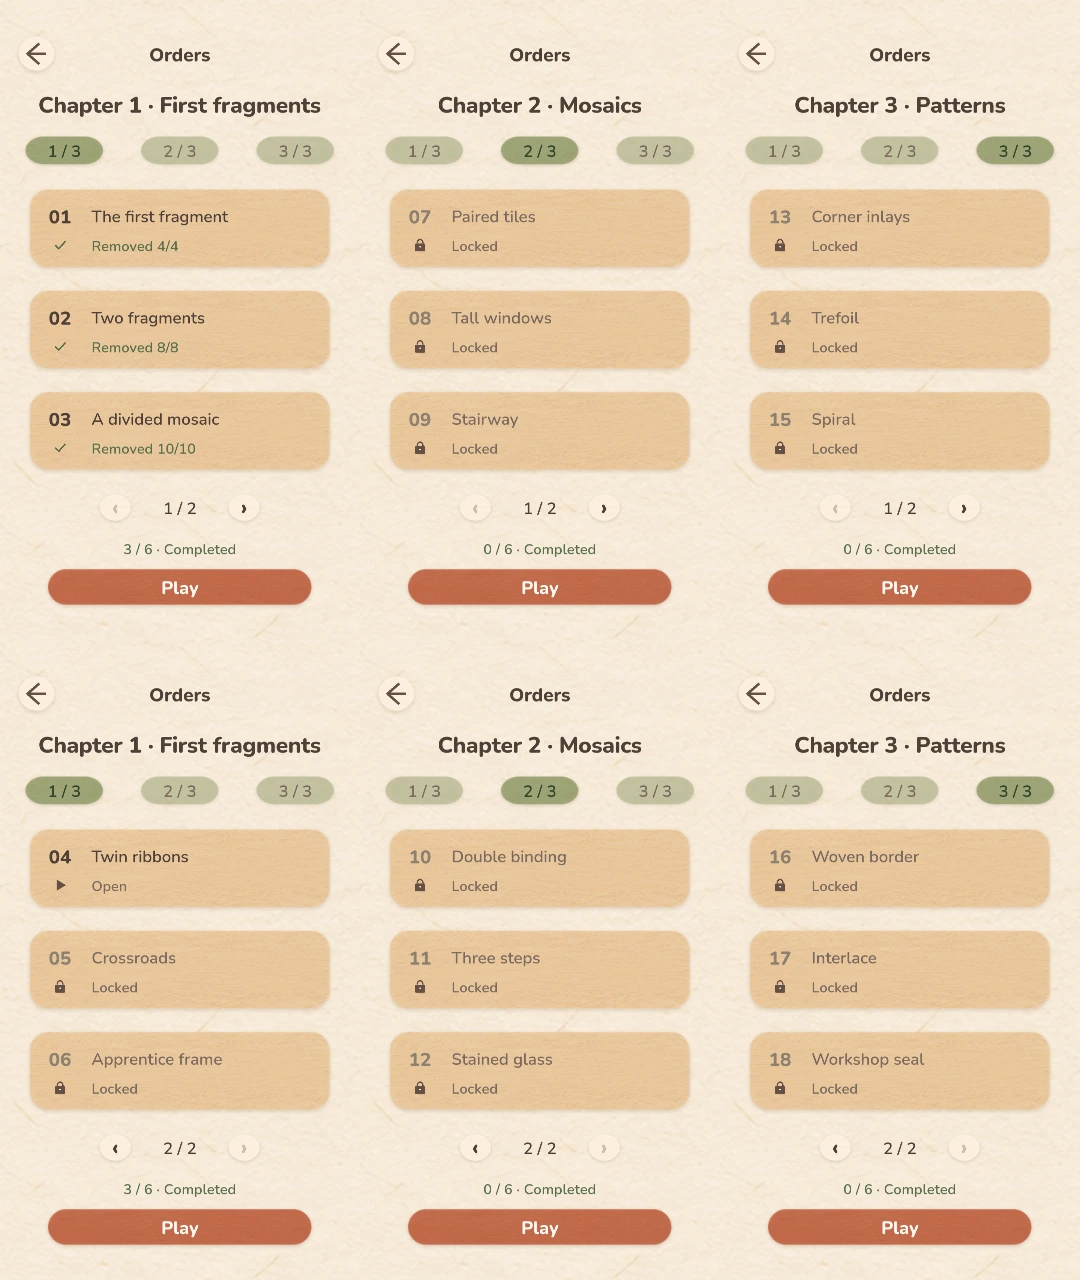 Orders
Chapter 1 · First fragments
1 / 3 2 / 3 3 / 3
01 The first fragment
Removed 4/4
02 Two fragments
Removed 8/8
03 A divided mosaic
Removed 10/10
‹ 1 / 2 ›
3 / 6 · Completed
Play
Orders
Chapter 2 · Mosaics
1 / 3 2 / 3 3 / 3
07 Paired tiles
Locked
08 Tall windows
Locked
09 Stairway
Locked
‹ 1 / 2 ›
0 / 6 · Completed
Play
Orders
Chapter 3 · Patterns
1 / 3 2 / 3 3 / 3
13 Corner inlays
Locked
14 Trefoil
Locked
15 Spiral
Locked
‹ 1 / 2 ›
0 / 6 · Completed
Play
Orders
Chapter 1 · First fragments
1 / 3 2 / 3 3 / 3
04 Twin ribbons
Open
05 Crossroads
Locked
06 Apprentice frame
Locked
‹ 2 / 2 ›
3 / 6 · Completed
Play
Orders
Chapter 2 · Mosaics
1 / 3 2 / 3 3 / 3
10 Double binding
Locked
11 Three steps
Locked
12 Stained glass
Locked
‹ 2 / 2 ›
0 / 6 · Completed
Play
Orders
Chapter 3 · Patterns
1 / 3 2 / 3 3 / 3
16 Woven border
Locked
17 Interlace
Locked
18 Workshop seal
Locked
‹ 2 / 2 ›
0 / 6 · Completed
Play